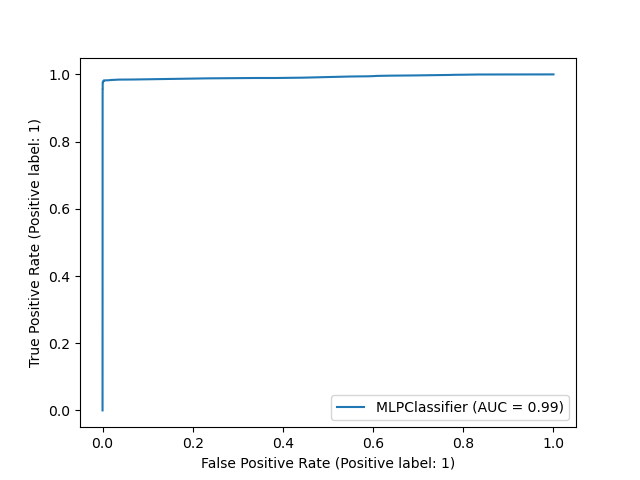 1.0
0.8
0.6
0.4
0.2
0.0
True Positive Rate (Positive label: 1)
MLPClassifier (AUC = 0.99)
0.0 0.2 0.4 0.6 0.8 1.0
False Positive Rate (Positive label: 1)